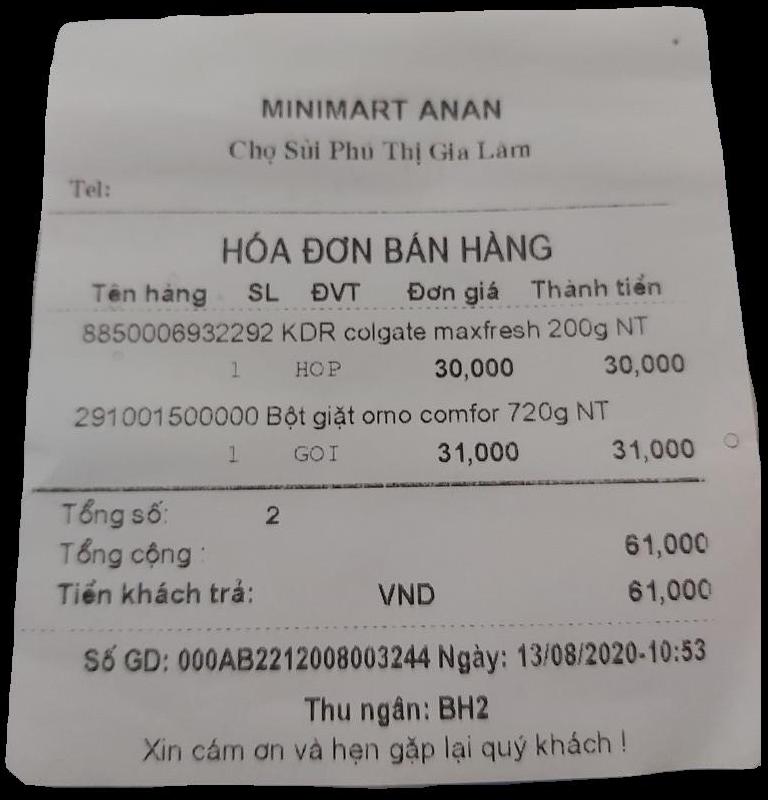 MINIMART ANAN
Chợ Sủi Phú Thị Gia Lâm
Tel:
HÓA ĐƠN BÁN HÀNG
Tên hàng SL ĐVT Đơn giá Thành tiền
8850006932292 KDR colgate maxfresh 200g NT
1 HOP 30,000 30,000
291001500000 Bột giặt omo comfor 720g NT
1 GOI 31,000 31,000
Tổng số: 2
Tổng cộng : 61,000
Tiền khách trả: VND 61,000
Số GD: 000AB2212008003244 Ngày: 13/08/2020-10:53
Thu ngân: BH2
Xin cám ơn và hẹn gặp lại quý khách !